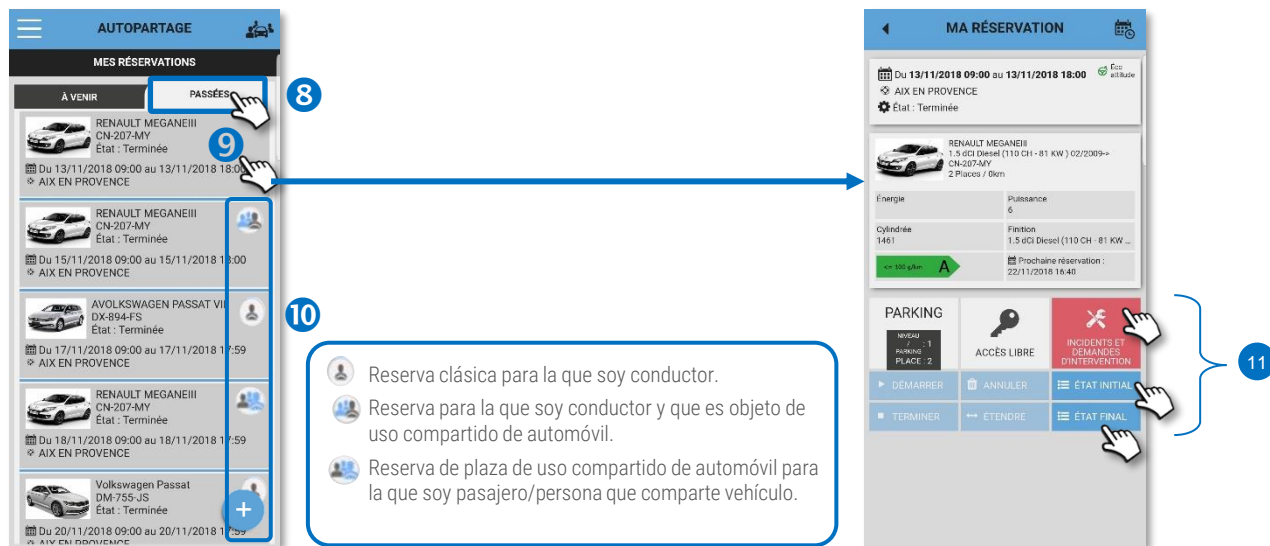 AUTOPARTAGE
MES RÉSERVATIONS
À VENIR
PASSÉES
8
RENAULT MEGANEIII
CN-207-MY
État : Terminée
9
Du 13/11/2018 09:00 au 13/11/2018 18:00
AIX EN PROVENCE
RENAULT MEGANEIII
CN-207-MY
État : Terminée
Du 15/11/2018 09:00 au 15/11/2018 18:00
AIX EN PROVENCE
AVOLKSWAGEN PASSAT VII
DX-894-FS
État : Terminée
Du 17/11/2018 09:00 au 17/11/2018 17:59
AIX EN PROVENCE
RENAULT MEGANEIII
CN-207-MY
État : Terminée
Du 18/11/2018 09:00 au 18/11/2018 17:59
AIX EN PROVENCE
Volkswagen Passat
DM-755-JS
État : Terminée
+
Du 20/11/2018 09:00 au 20/11/2018 17:59
AIX EN PROVENCE
10
Reserva clásica para la que soy conductor.
Reserva para la que soy conductor y que es objeto de
uso compartido de automóvil.
Reserva de plaza de uso compartido de automóvil para
la que soy pasajero/persona que comparte vehículo.
MA RÉSERVATION
Du 13/11/2018 09:00 au 13/11/2018 18:00
Éco
attitude
AIX EN PROVENCE
État : Terminée
RENAULT MEGANEIII
1.5 dCi Diesel (110 CH - 81 KW ) 02/2009->
CN-207-MY
2 Places / 0km
Énergie
Puissance
6
Cylindrée
1461
Finition
1.5 dCi Diesel (110 CH - 81 KW ...
<= 100 g/km A
Prochaine réservation :
22/11/2018 16:40
PARKING
NIVEAU
/ : 1
PARKING
PLACE : 2
ACCÈS LIBRE
INCIDENTS ET
DEMANDES
D'INTERVENTION
DÉMARRER
ANNULER
ÉTAT INITIAL
TERMINER
ÉTENDRE
ÉTAT FINAL
11